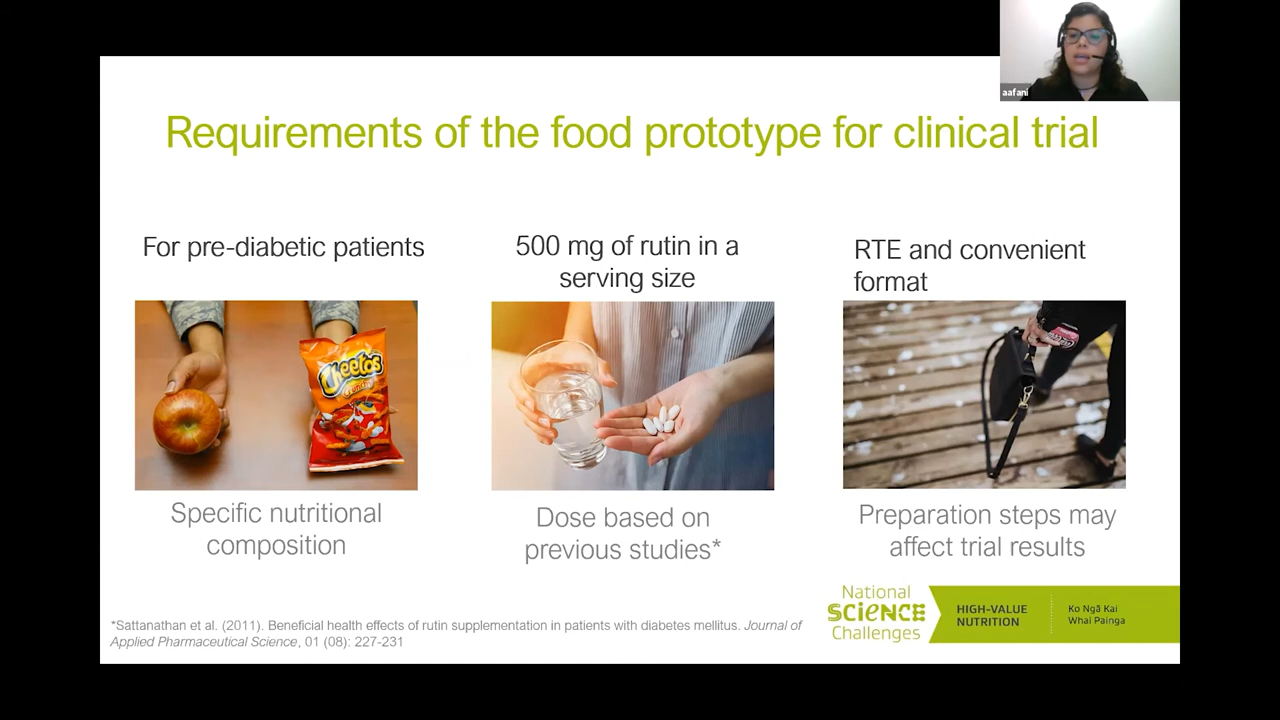 aafani
Requirements of the food prototype for clinical trial
For pre-diabetic patients
500 mg of rutin in a
serving size
RTE and convenient
format
Cheetos
Specific nutritional
composition
Dose based on
previous studies*
Preparation steps may
affect trial results
*Sattanathan et al. (2011). Beneficial health effects of rutin supplementation in patients with diabetes mellitus. Journal of
Applied Pharmaceutical Science, 01 (08): 227-231
National
SCIENCE
Challenges
HIGH-VALUE
NUTRITION
Ko Ngā Kai
Whai Painga